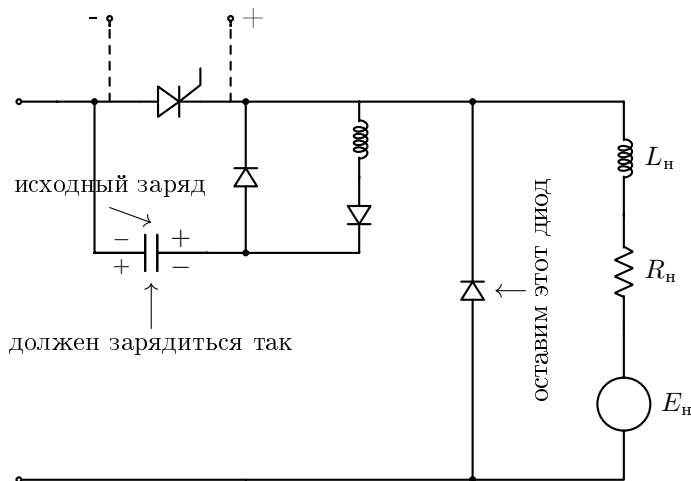 - +
исходный заряд
− +
+ −
должен зарядиться так
оставим этот диод
Lн
Rн
Eн